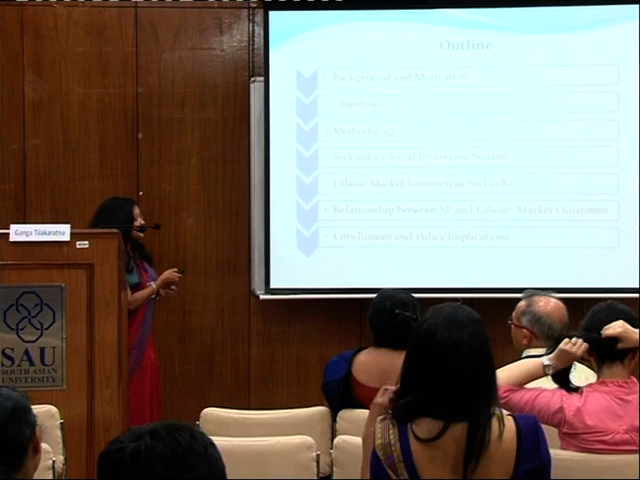 Outline
Background and Motivation
Objectives
Methodology
Sri Lanka's Social Protection System
Labour Market Situation in Sri Lanka
Relationship between SP and Labour Market Outcomes
Conclusions and Policy Implications
Ganga Tilakaratna
SAU
SOUTH ASIAN
UNIVERSITY